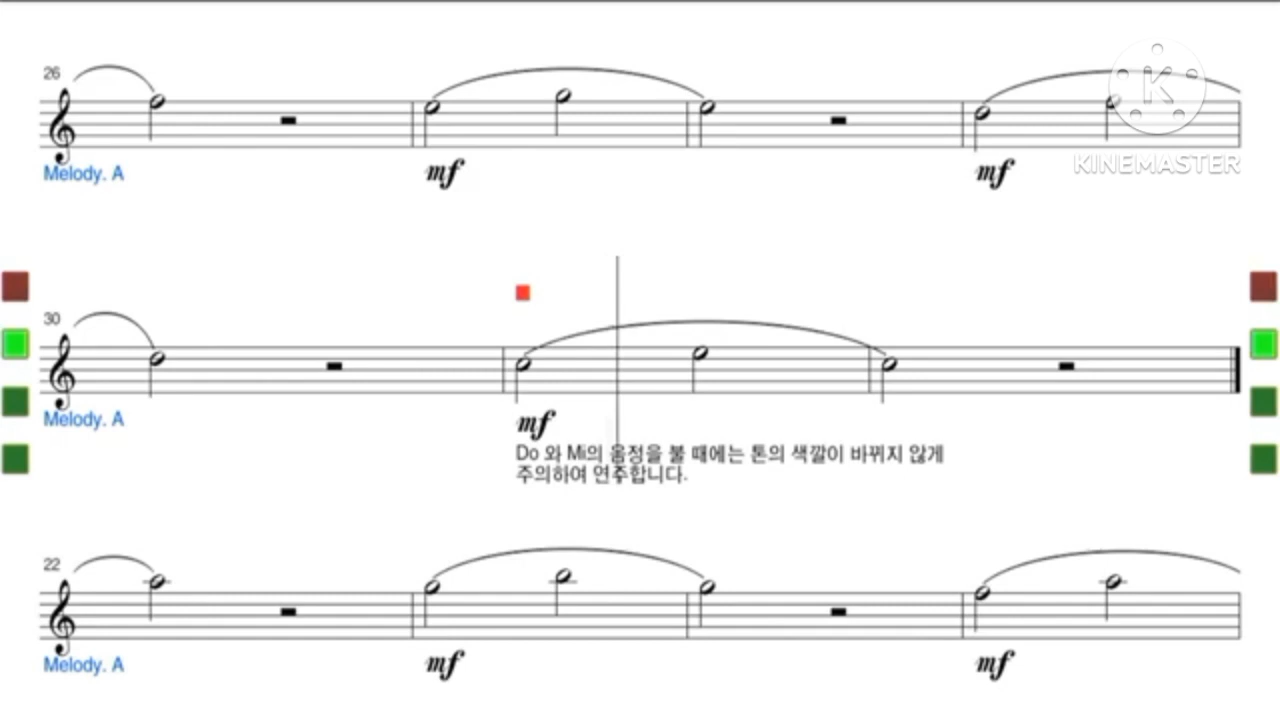 26
Melody. A
mf
mf
KINEMASTER
30
Melody. A
mf
Do 와 Mi의 음정을 불 때에는 톤의 색깔이 바뀌지 않게
주의하여 연주합니다.
22
Melody. A
mf
mf